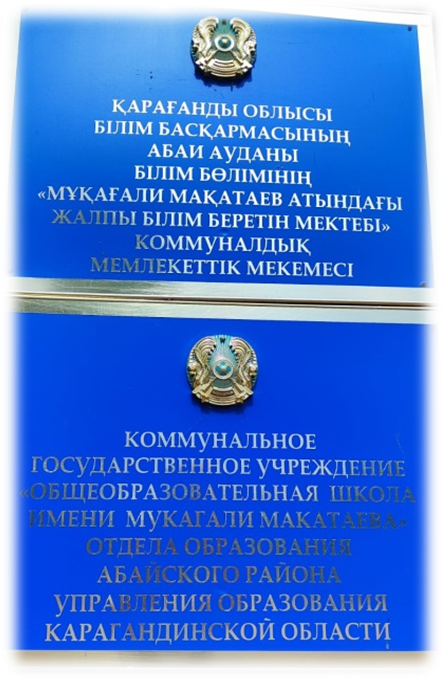 ҚАРАҒАНДЫ ОБЛЫСЫ
БІЛІМ БАСҚАРМАСЫНЫҢ
АБАИ АУДАНЫ
БІЛІМ БӨЛІМІНІҢ
«МҰҚАҒАЛИ МАҚАТАЕВ АТЫНДАҒЫ
ЖАЛПЫ БІЛІМ БЕРЕТІН МЕКТЕБІ»
КОММУНАЛДЫҚ
МЕМЛЕКЕТТІК МЕКЕМЕСІ
КОММУНАЛЬНОЕ
ГОСУДАРСТВЕННОЕ УЧРЕЖДЕНИЕ
«ОБЩЕОБРАЗОВАТЕЛЬНАЯ ШКОЛА
ИМЕНИ МУКАГАЛИ МАКАТАЕВА»
ОТДЕЛА ОБРАЗОВАНИЯ
АБАЙСКОГО РАЙОНА
УПРАВЛЕНИЯ ОБРАЗОВАНИЯ
КАРАГАНДИНСКОЙ ОБЛАСТИ